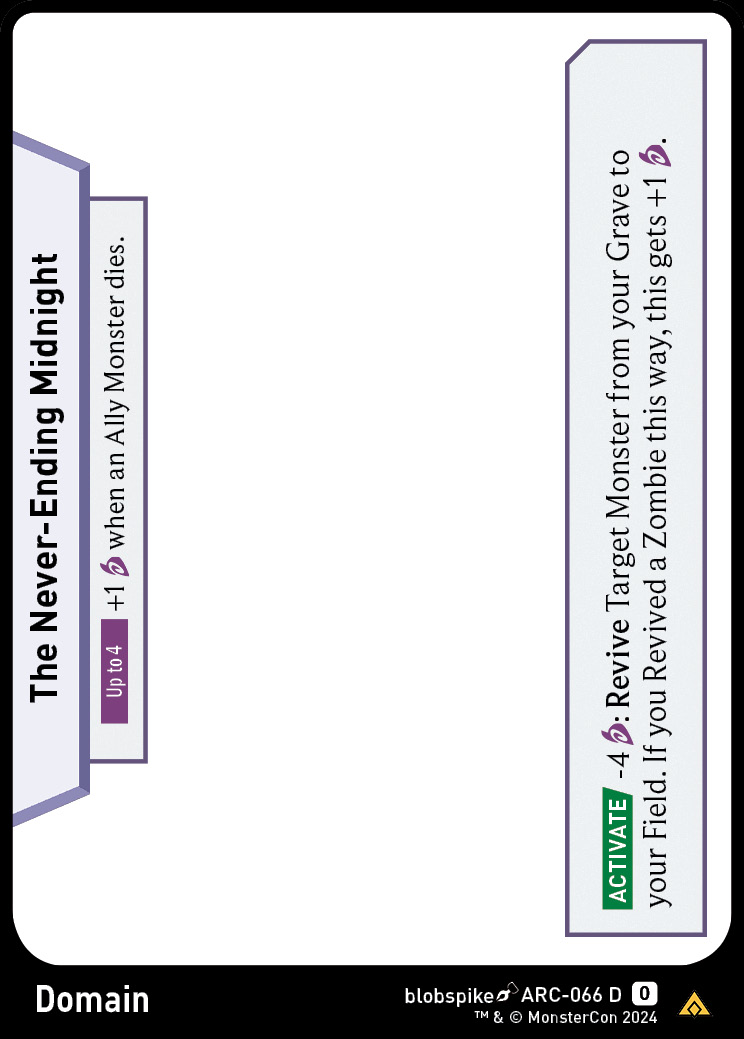 The Never-Ending Midnight
Up to 4 +1 when an Ally Monster dies.
ACTIVATE -4 : Revive Target Monster from your Grave to
your Field. If you Revived a Zombie this way, this gets +1 .
Domain
blobspike ARC-066 D 0
™ & © MonsterCon 2024